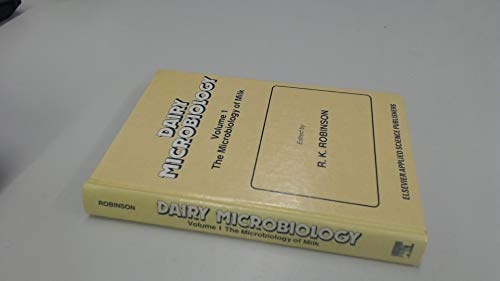 DAIRY
MICROBIOLOGY
Volume 1
The Microbiology of Milk
Edited by
R. K. ROBINSON
ELSEVIER APPLIED SCIENCE PUBLISHERS
ROBINSON
DAIRY MICROBIOLOGY
Volume 1 The Microbiology of Milk